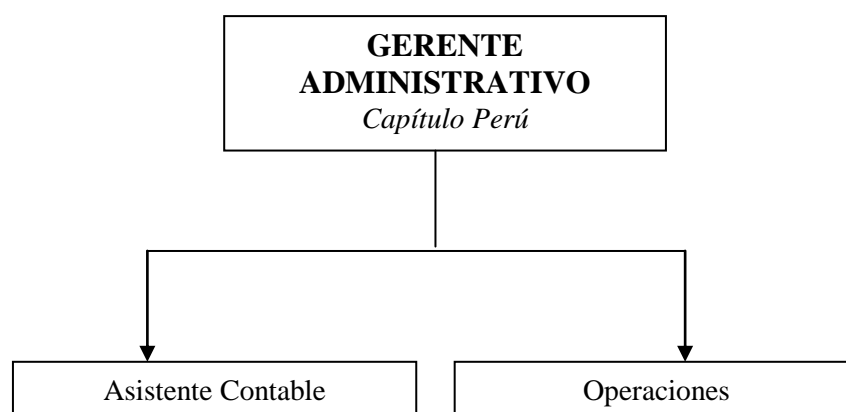 GERENTE
ADMINISTRATIVO
Capítulo Perú
Asistente Contable
Operaciones